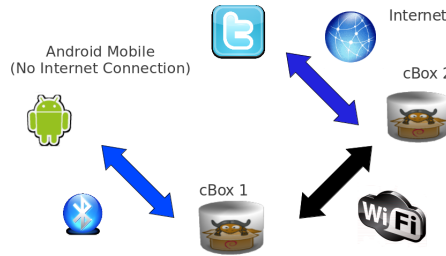 Internet
Android Mobile
(No Internet Connection)
cBox 2
cBox 1
WiFi